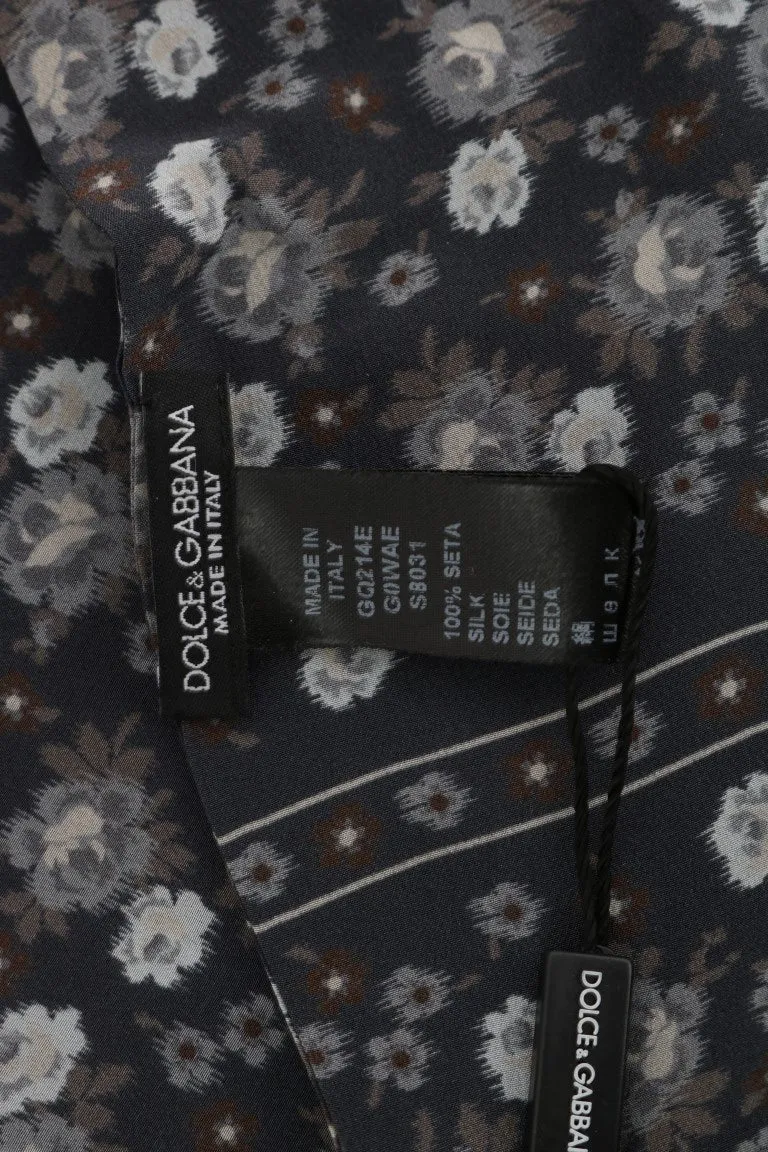 DOLCE & GABBANA
MADE IN ITALY
MADE IN
ITALY
GQ214E
G0WAE
S8031
100% SETA
SILK
SOIE
SEIDE
SEDA
絹
шелк
DOLCE & GABBA